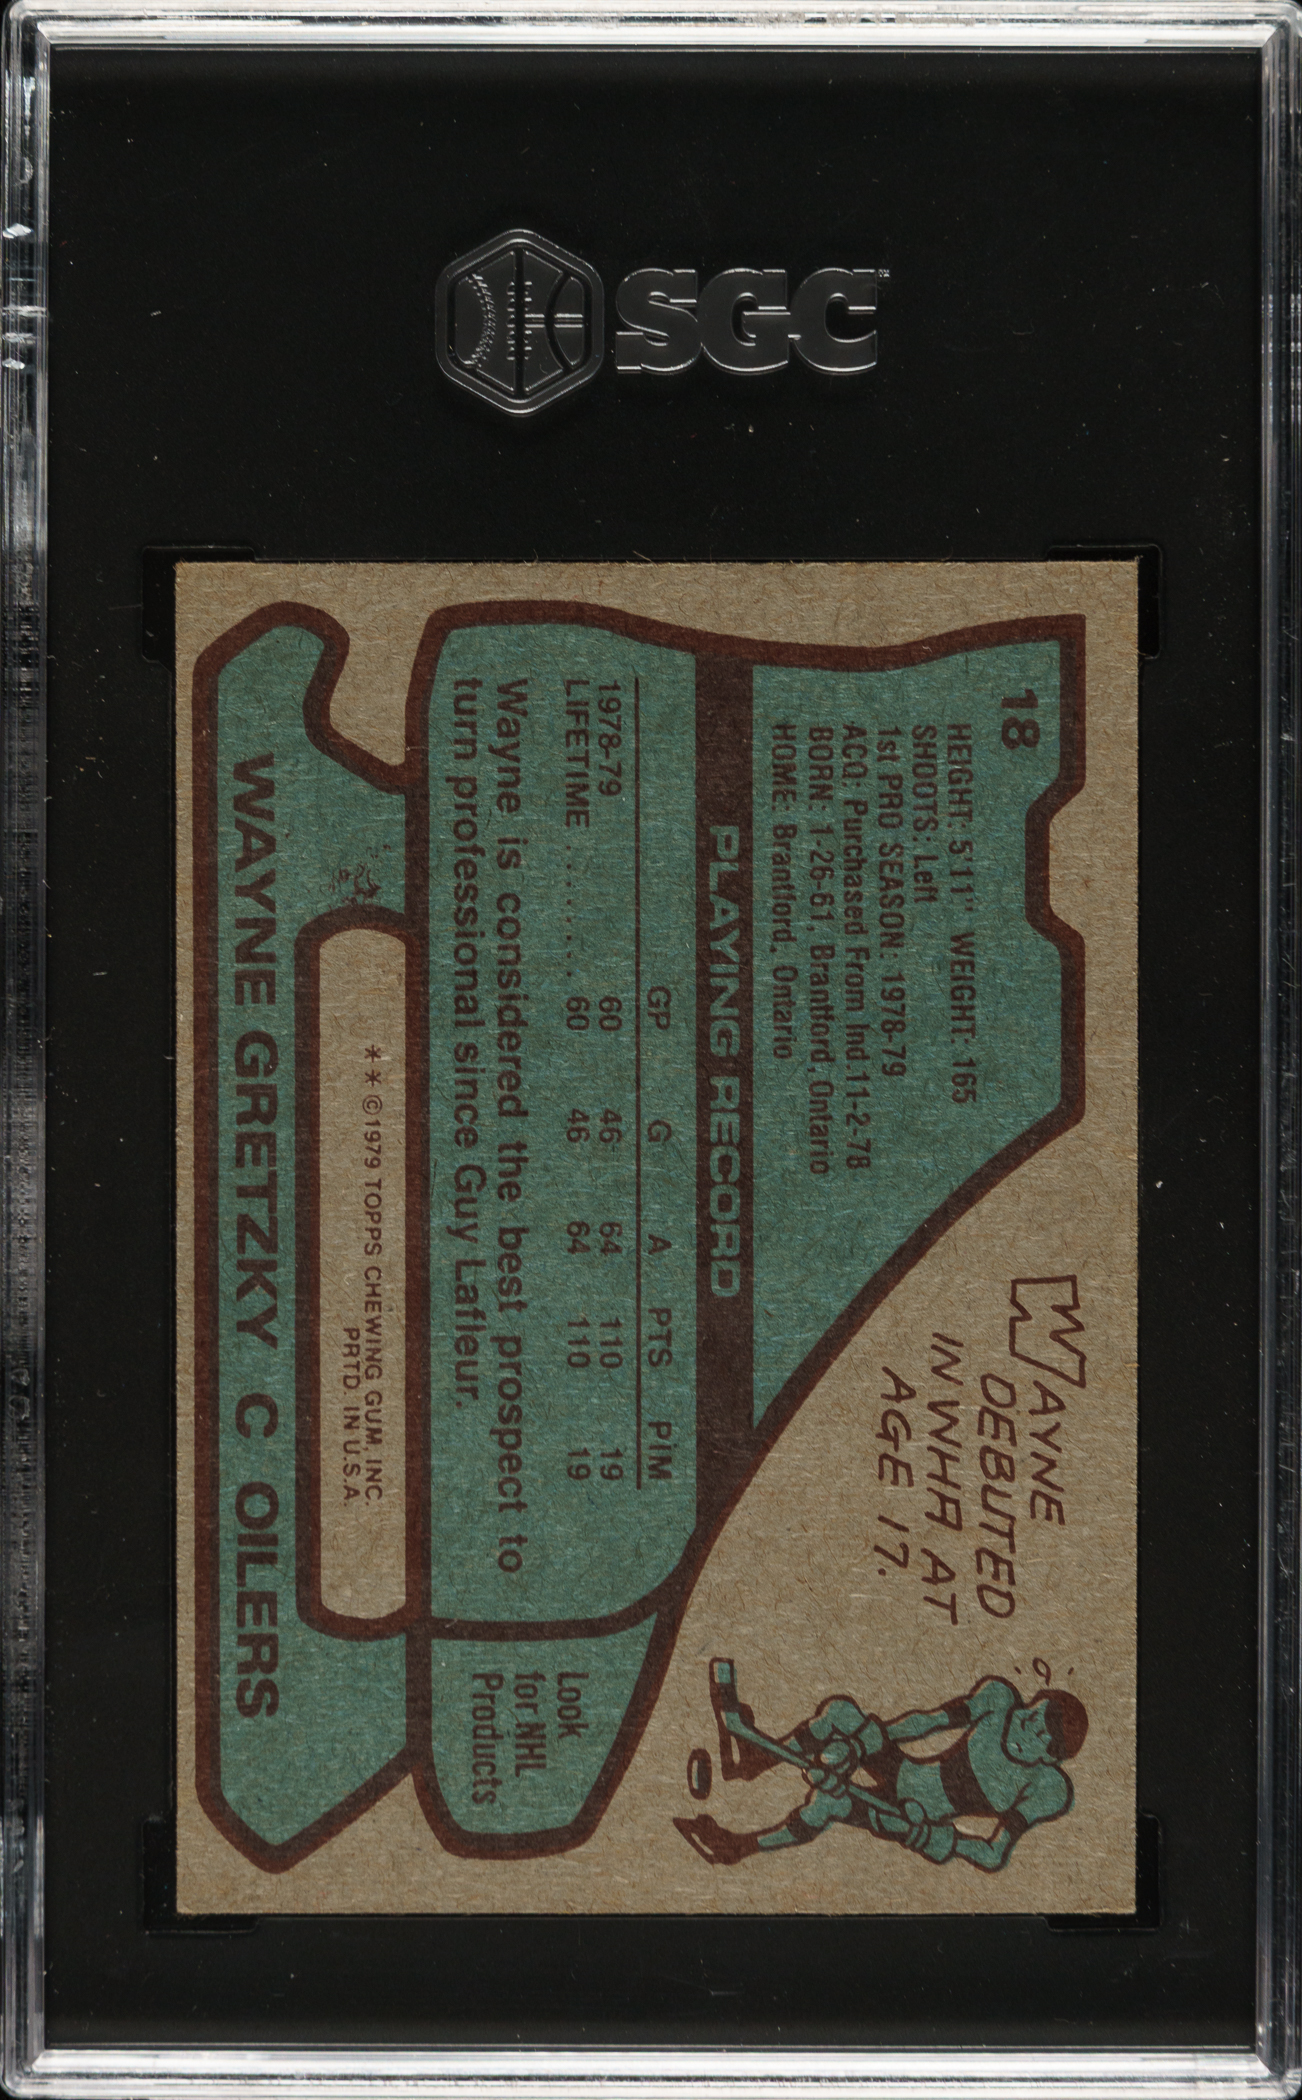 SGC
18
HEIGHT: 5'11" WEIGHT: 165
SHOOTS: Left
1st PRO SEASON: 1978-79
ACQ: Purchased From Ind. 11-2-78
BORN: 1-26-61, Brantford, Ontario
HOME: Brantford, Ontario
WAYNE
DEBUTED
IN WHA AT
AGE 17.
PLAYING RECORD
GP G A PTS PIM
1978-79 60 46 64 110 19
LIFETIME ........ 60 46 64 110 19
Wayne is considered the best prospect to
turn professional since Guy Lafleur.
Look
for NHL
Products
* * ©1979 TOPPS CHEWING GUM, INC.
PRTD. IN U.S.A.
WAYNE GRETZKY C OILERS